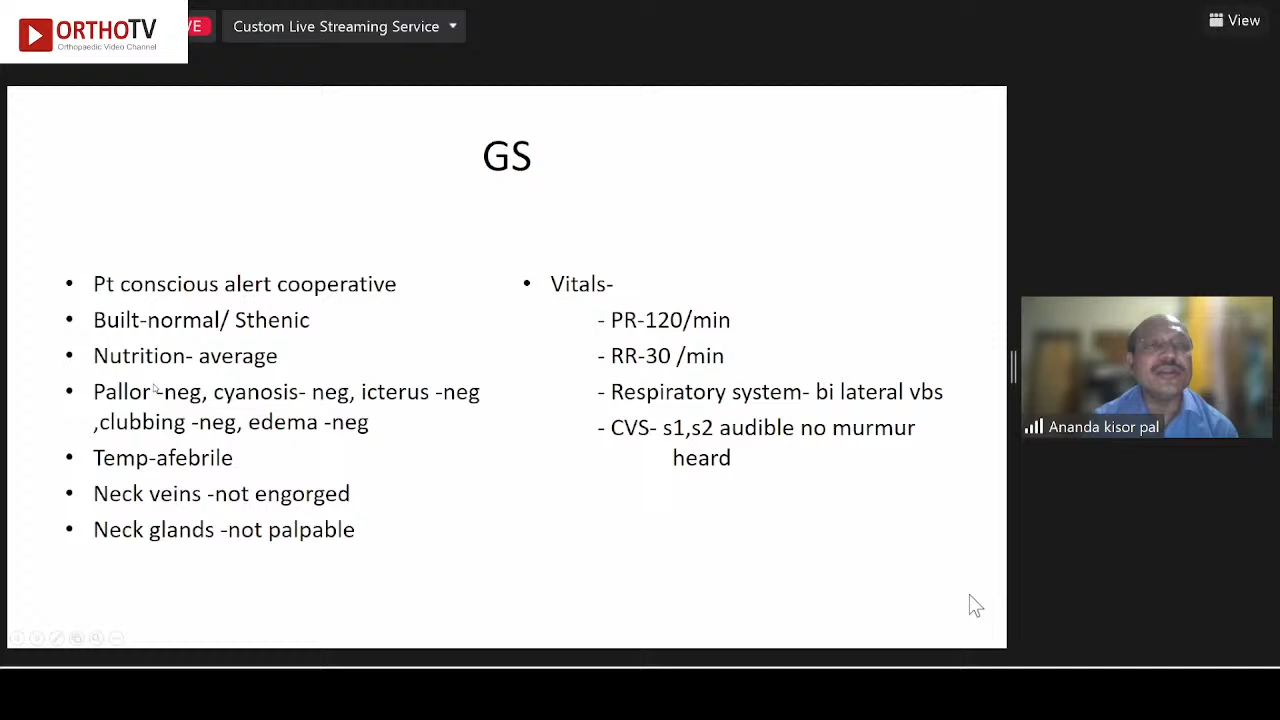 ORTHOTV
Orthopaedic Video Channel
VE
Custom Live Streaming Service
View
GS
• Pt conscious alert cooperative
• Built-normal/ Sthenic
• Nutrition- average
• Pallor -neg, cyanosis- neg, icterus -neg
,clubbing -neg, edema -neg
• Temp-afebrile
• Neck veins -not engorged
• Neck glands -not palpable
• Vitals-
- PR-120/min
- RR-30 /min
- Respiratory system- bi lateral vbs
- CVS- s1,s2 audible no murmur
heard
Ananda kisor pal